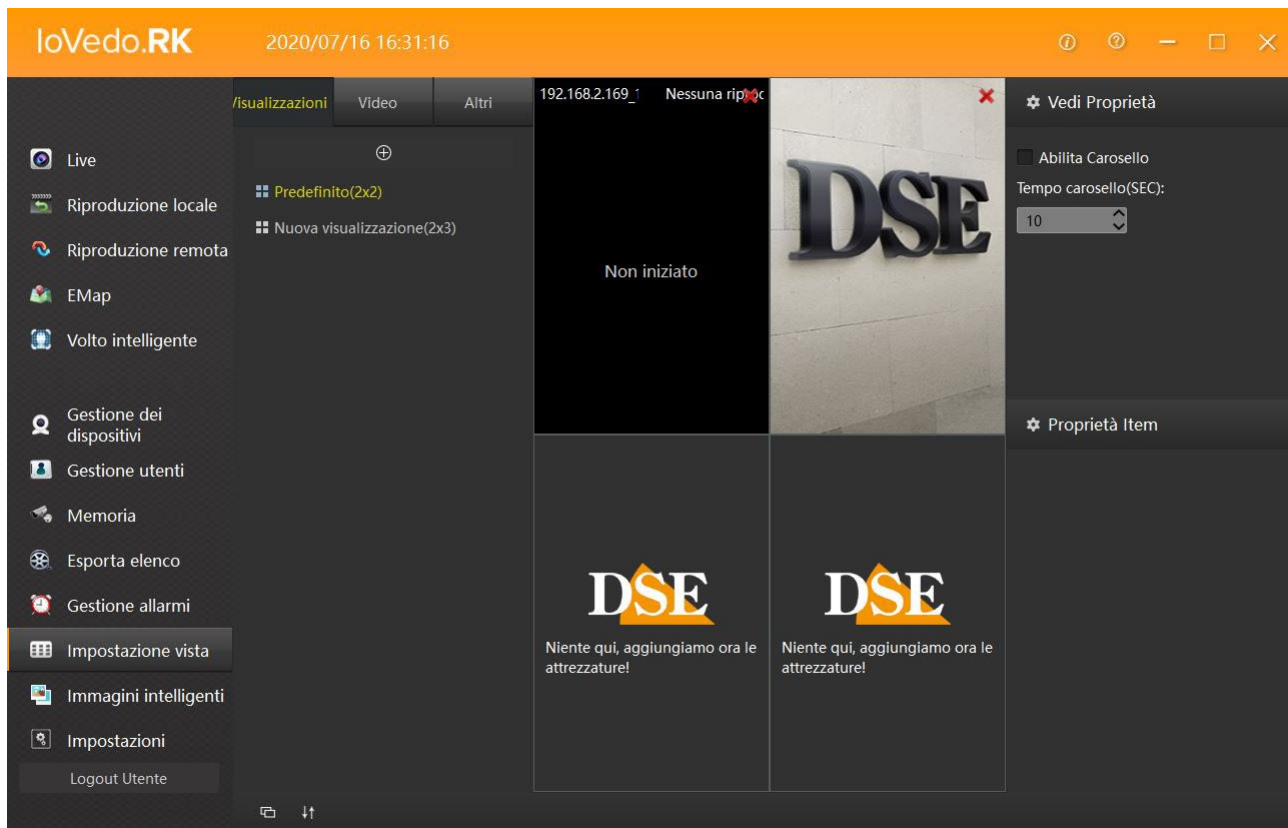 IoVedo.RK
2020/07/16 16:31:16
Visualizzazioni
Video
Altri
Live
Riproduzione locale
Riproduzione remota
EMap
Volto intelligente
Gestione dei
dispositivi
Gestione utenti
Memoria
Esporta elenco
Gestione allarmi
Impostazione vista
Immagini intelligenti
Impostazioni
Logout Utente
Predefinito(2x2)
Nuova visualizzazione(2x3)
192.168.2.169_1
Nessuna
Non iniziato
DSE
DSE
Niente qui, aggiungiamo ora le
attrezzature!
DSE
Niente qui, aggiungiamo ora le
attrezzature!
Vedi Proprietà
Abilita Carosello
Tempo carosello(SEC):
10
Proprietà Item